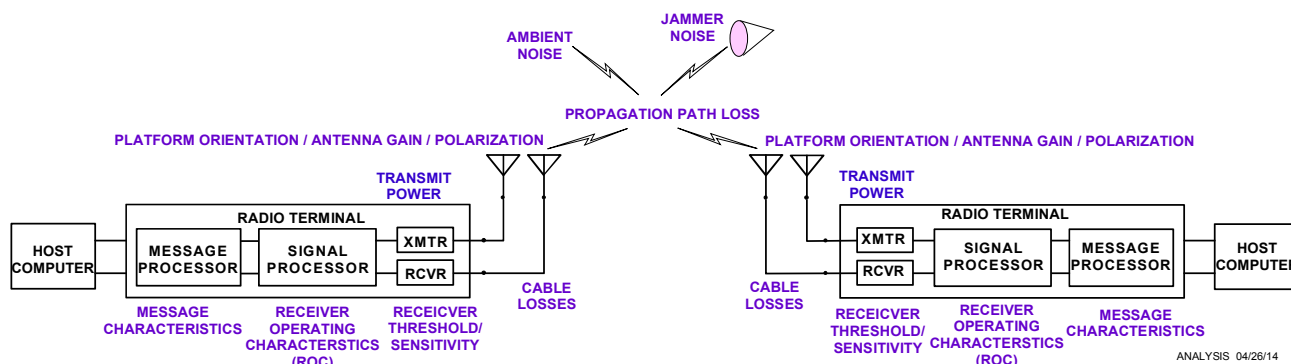 JAMMER
NOISE
AMBIENT
NOISE
PROPAGATION PATH LOSS
PLATFORM ORIENTATION / ANTENNA GAIN / POLARIZATION
PLATFORM ORIENTATION / ANTENNA GAIN / POLARIZATION
TRANSMIT
POWER
RADIO TERMINAL
HOST
COMPUTER
MESSAGE
PROCESSOR
SIGNAL
PROCESSOR
XMTR
RCVR
CABLE
LOSSES
MESSAGE
CHARACTERISTICS
RECEIVER
OPERATING
CHARACTERSTICS
(ROC)
RECEICVER
THRESHOLD/
SENSITIVITY
TRANSMIT
POWER
RADIO TERMINAL
XMTR
RCVR
SIGNAL
PROCESSOR
MESSAGE
PROCESSOR
HOST
COMPUTER
CABLE
LOSSES
RECEICVER
THRESHOLD/
SENSITIVITY
RECEIVER
OPERATING
CHARACTERSTICS
(ROC)
MESSAGE
CHARACTERISTICS
ANALYSIS 04/26/14